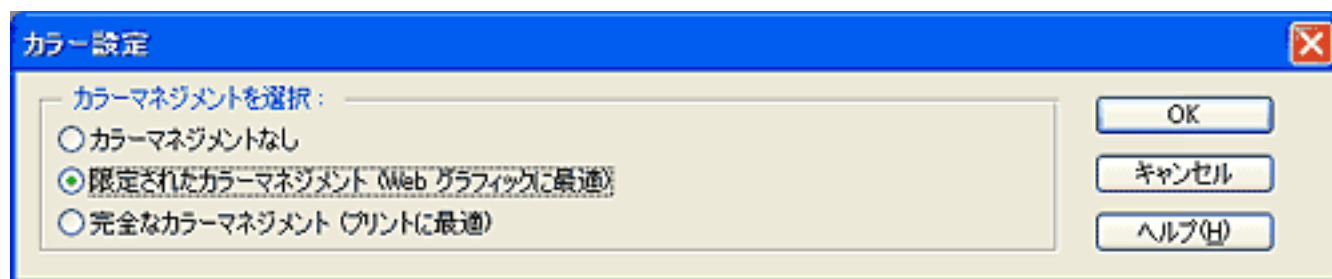 カラー設定
カラーマネジメントを選択：
カラーマネジメントなし
限定されたカラーマネジメント (Web グラフィックに最適)
完全なカラーマネジメント (プリントに最適)
OK
キャンセル
ヘルプ(H)